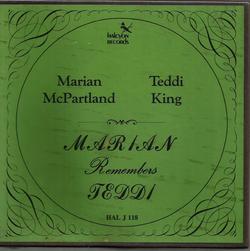 HALCYON
RECORDS
Marian Teddi
McPartland King
MARIAN
Remembers
TEDDI
HAL J 118